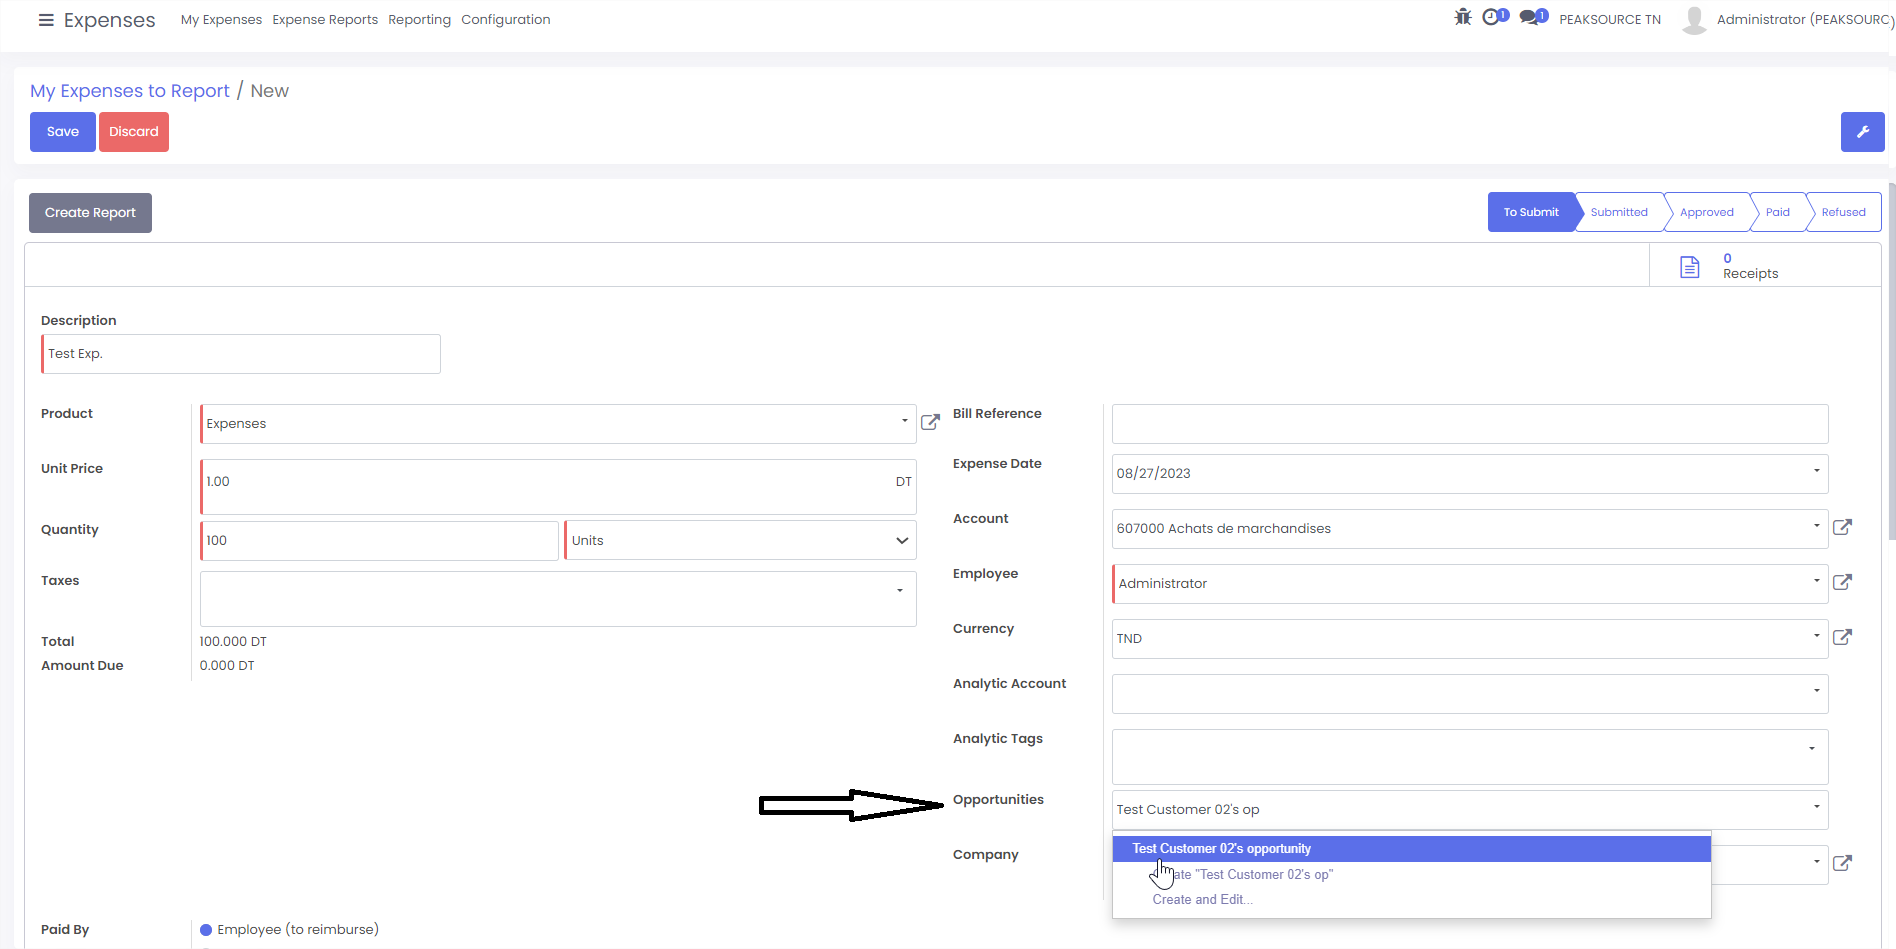 Expenses My Expenses Expense Reports Reporting Configuration 1 1 PEAKSOURCE TN Administrator (PEAKSOURC)
My Expenses to Report / New
Save Discard
Create Report To Submit Submitted Approved Paid Refused
0
Receipts
Description
Test Exp.
Product Expenses
Unit Price 1.00 DT
Quantity 100 Units
Taxes
Total 100.000 DT
Amount Due 0.000 DT
Bill Reference
Expense Date 08/27/2023
Account 607000 Achats de marchandises
Employee Administrator
Currency TND
Analytic Account
Analytic Tags
Opportunities Test Customer 02's op
Test Customer 02's opportunity
"Test Customer 02's op"
Create and Edit...
Company
Paid By Employee (to reimburse)